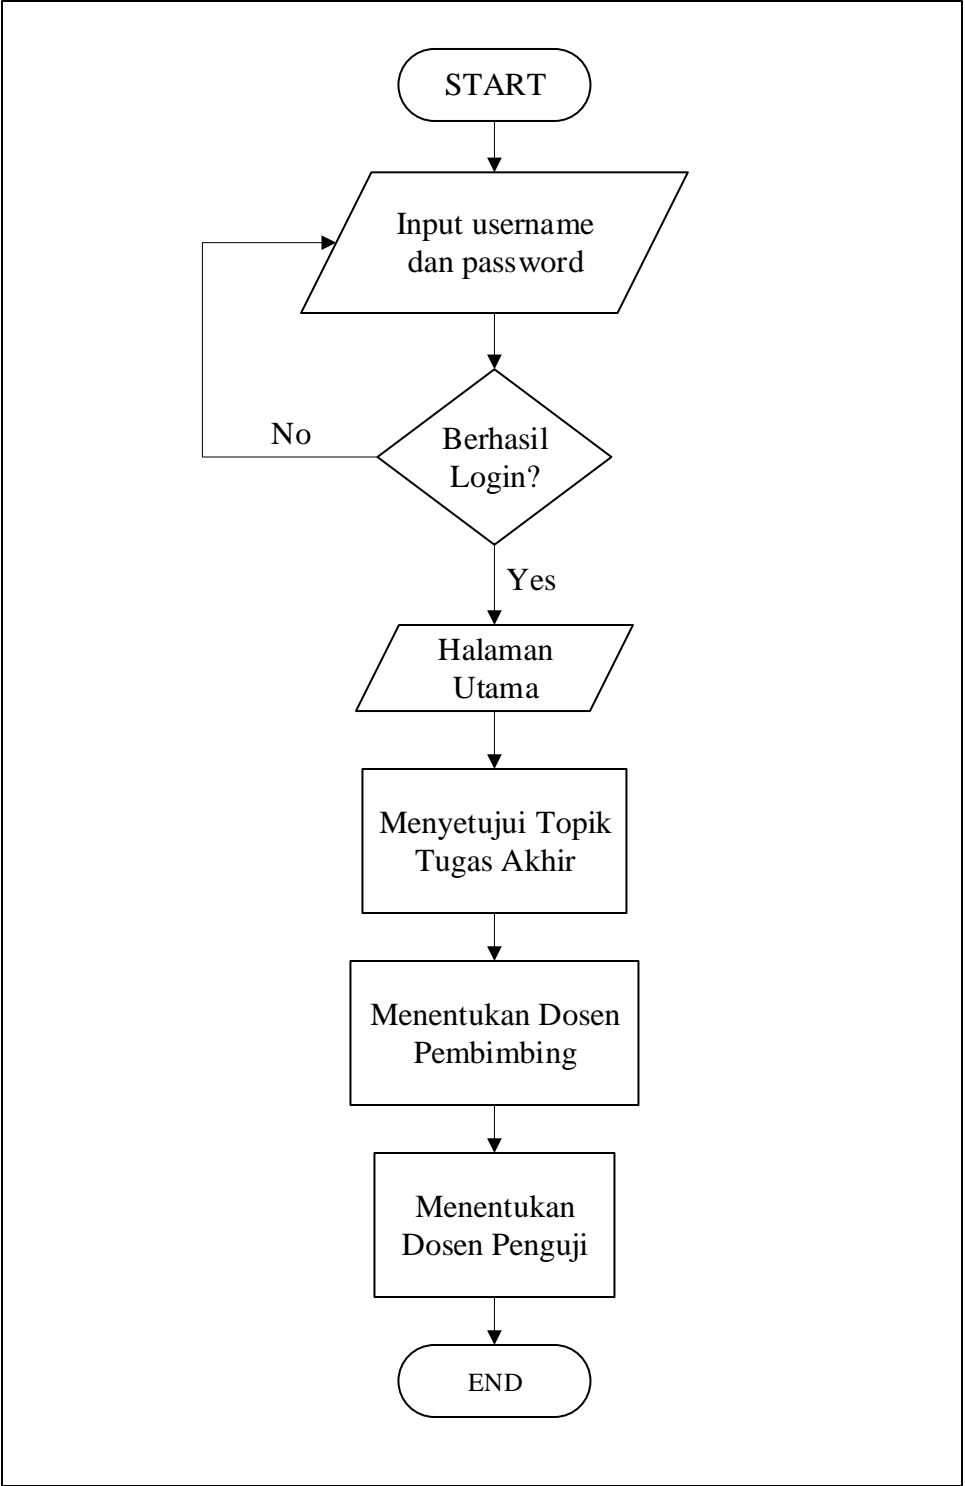 START
Input username
dan password
No
Berhasil
Login?
Yes
Halaman
Utama
Menyetujui Topik
Tugas Akhir
Menentukan Dosen
Pembimbing
Menentukan
Dosen Penguji
END